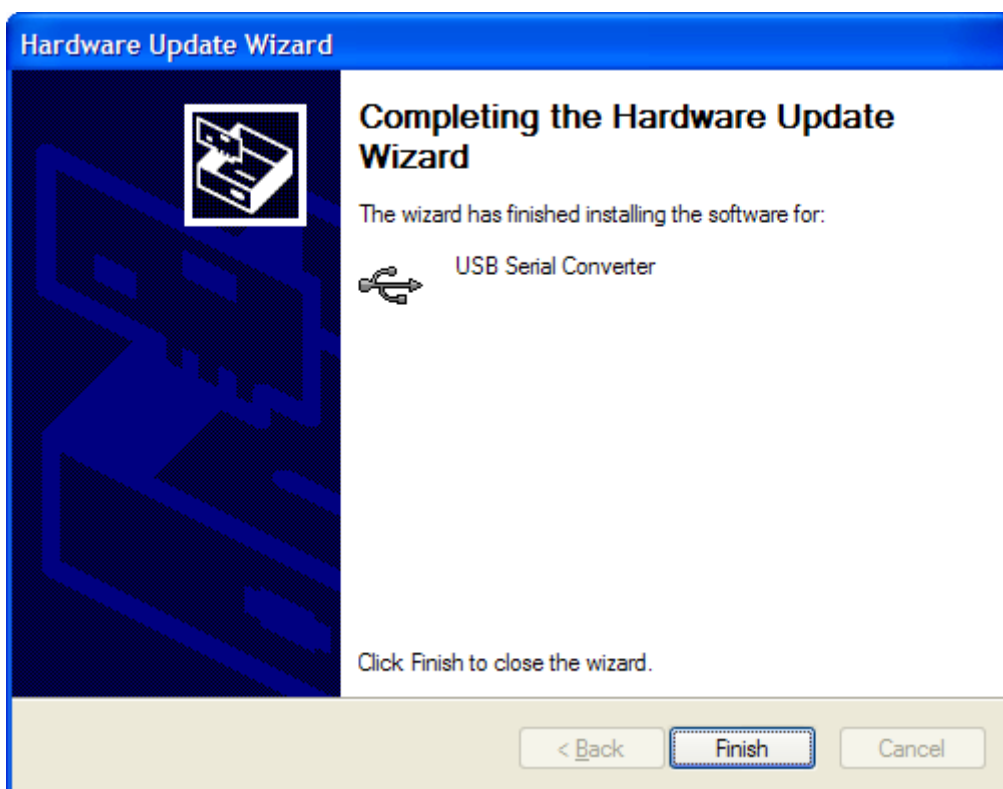 Hardware Update Wizard
Completing the Hardware Update
Wizard
The wizard has finished installing the software for:
USB Serial Converter
Click Finish to close the wizard.
< Back
Finish
Cancel